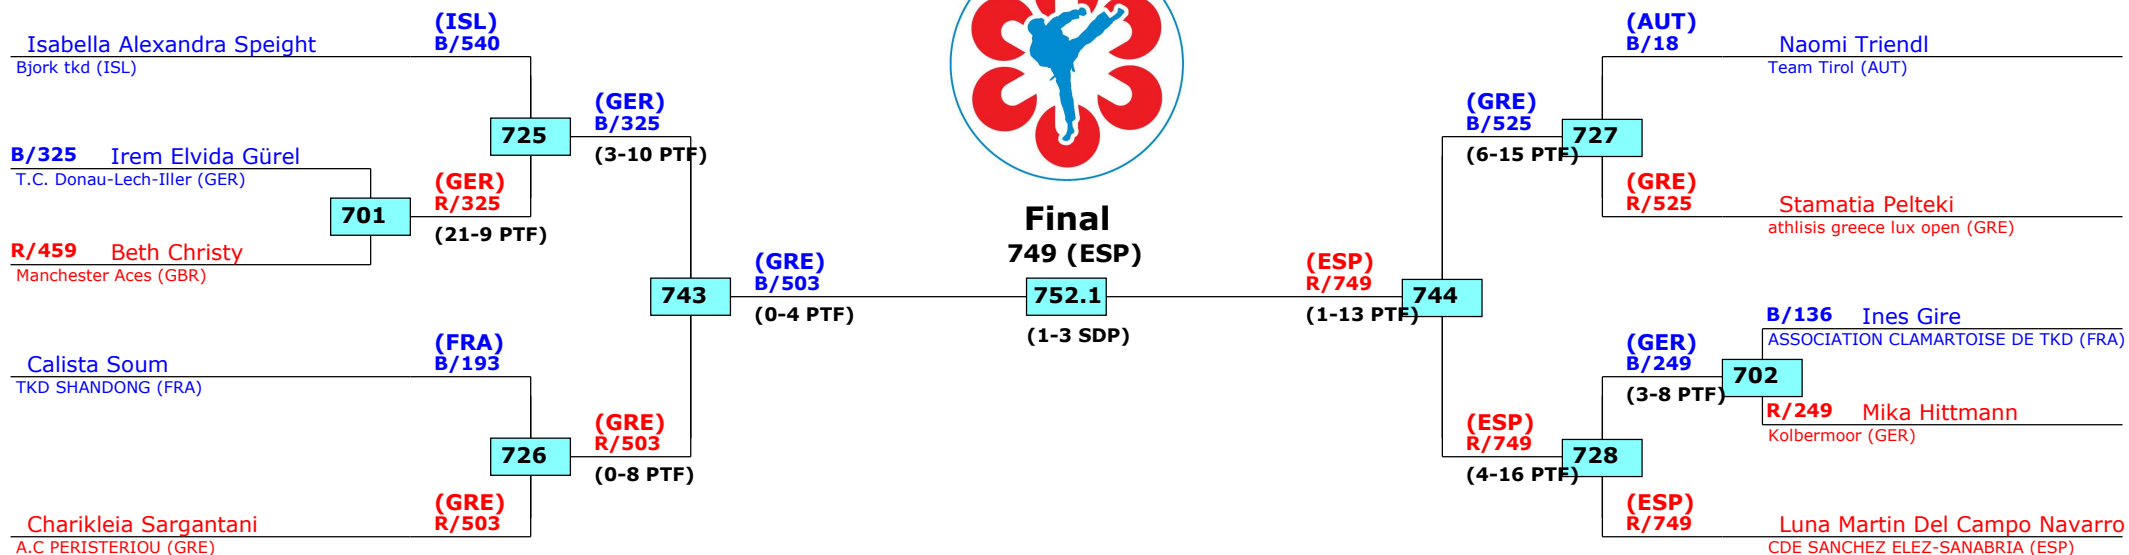 (ISL)
B/540
Isabella Alexandra Speight
Bjork tkd (ISL)
(GER)
B/325
725
(3-10 PTF)
B/325 Irem Elvida Gürel
T.C. Donau-Lech-Iller (GER)
(GER)
R/325
701
(21-9 PTF)
R/459 Beth Christy
Manchester Aces (GBR)
743
(GRE)
B/503
(0-4 PTF)
(FRA)
B/193
Calista Soum
TKD SHANDONG (FRA)
(GRE)
R/503
726
(0-8 PTF)
(GRE)
R/503
Charikleia Sargantani
A.C PERISTERIOU (GRE)
Final
749 (ESP)
752.1
(1-3 SDP)
(AUT)
B/18
Naomi Triendl
Team Tirol (AUT)
(GRE)
B/525
727
(6-15 PTF)
(GRE)
R/525
Stamatia Pelteki
athlisis greece lux open (GRE)
(ESP)
R/749
744
(1-13 PTF)
B/136 Ines Gire
ASSOCIATION CLAMARTOISE DE TKD (FRA)
(GER)
B/249
702
(3-8 PTF)
R/249 Mika Hittmann
Kolbermoor (GER)
(ESP)
R/749
728
(4-16 PTF)
(ESP)
R/749
Luna Martin Del Campo Navarro
CDE SANCHEZ ELEZ-SANABRIA (ESP)